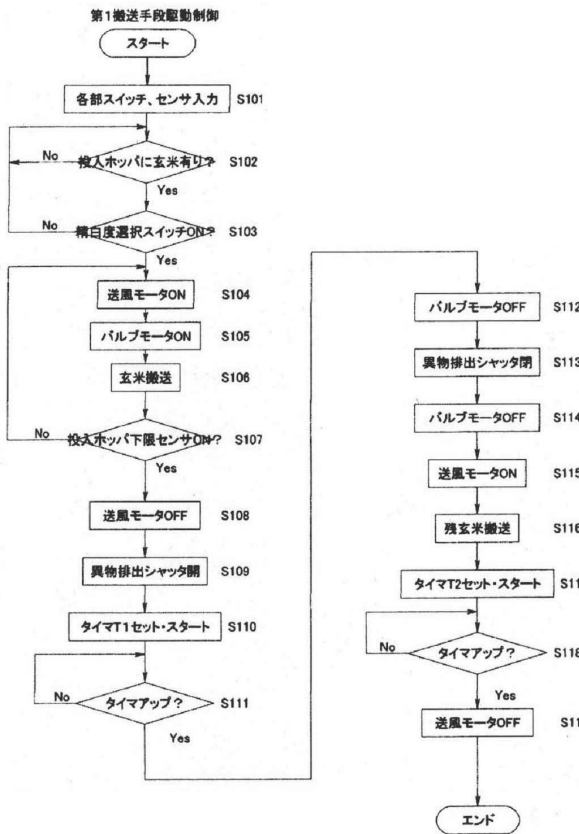 第1搬送手段駆動制御
スタート
各部スイッチ、センサ入力 S101
投入ホッパに玄米有り? S102
No
Yes
精白度選択スイッチON? S103
No
Yes
送風モータON S104
バルブモータON S105
玄米搬送 S106
投入ホッパ下限センサON? S107
No
Yes
送風モータOFF S108
異物排出シャッタ開 S109
タイマT1セット・スタート S110
タイマアップ? S111
No
Yes
バルブモータOFF S112
異物排出シャッタ閉 S113
バルブモータOFF S114
送風モータON S115
残玄米搬送 S116
タイマT2セット・スタート S11
タイマアップ? S118
No
Yes
送風モータOFF S11
エンド